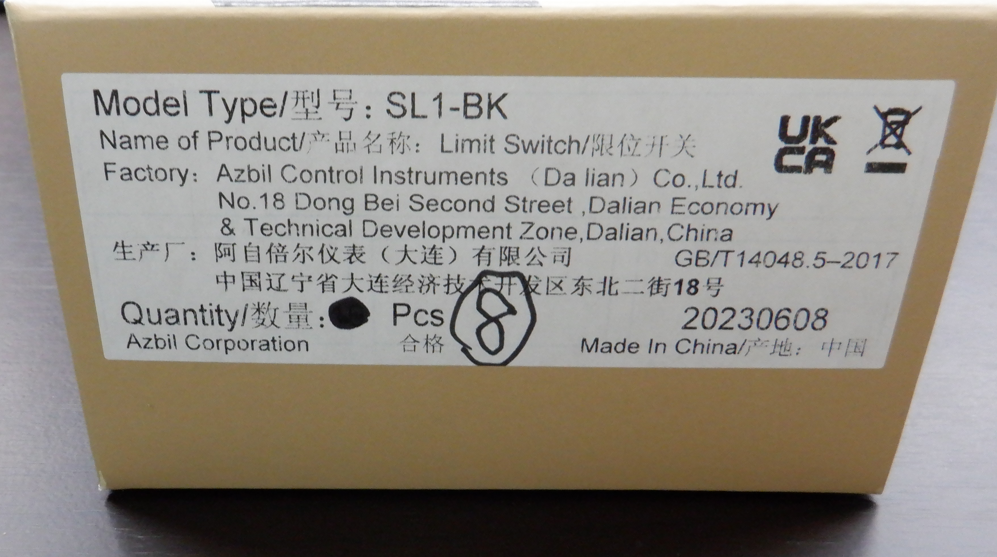 Model Type/型号: SL1-BK
Name of Product/产品名称: Limit Switch/限位开关
UK
CA
Factory: Azbil Control Instruments （Da lian）Co.,Ltd.
No.18 Dong Bei Second Street ,Dalian Economy
& Technical Development Zone,Dalian,China
生产厂: 阿自倍尔仪表（大连）有限公司 GB/T14048.5–2017
中国辽宁省大连经济技术开发区东北二街18号
Quantity/数量: Pcs 8 20230608
Azbil Corporation 合格 Made In China/产地: 中国